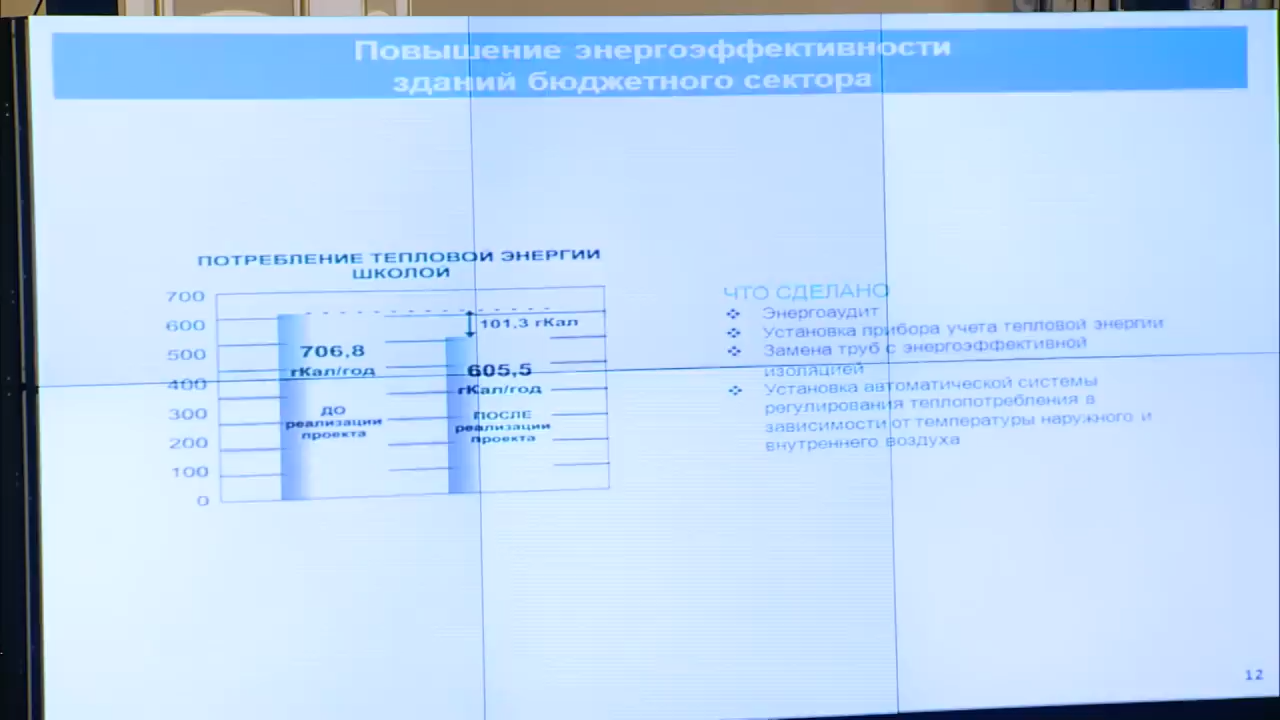 Повышение энергоэффективности
зданий бюджетного сектора
ПОТРЕБЛЕНИЕ ТЕПЛОВОЙ ЭНЕРГИИ
ШКОЛОЙ
700
600
500
400
300
200
100
0
101,3 гКал
706,8
гКал/год
ДО
реализации
проекта
605,5
гКал/год
ПОСЛЕ
реализации
проекта
ЧТО СДЕЛАНО
Энергоаудит
Установка прибора учета тепловой энергии
Замена труб с энергоэффективной
изоляцией
Установка автоматической системы
регулирования теплопотребления в
зависимости от температуры наружного и
внутреннего воздуха
12